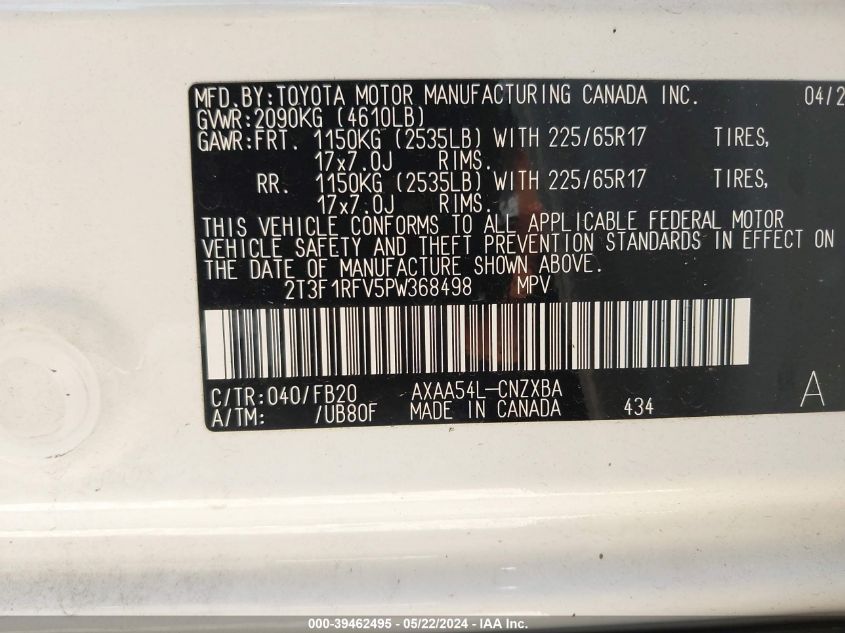 MFD.BY:TOYOTA MOTOR MANUFACTURING CANADA INC. 04/2
GVWR:2090KG (4610LB)
GAWR:FRT. 1150KG (2535LB) WITH 225/65R17 TIRES,
17x7.0J RIMS.
RR. 1150KG (2535LB) WITH 225/65R17 TIRES,
17x7.0J RIMS.
THIS VEHICLE CONFORMS TO ALL APPLICABLE FEDERAL MOTOR
VEHICLE SAFETY AND THEFT PREVENTION STANDARDS IN EFFECT ON
THE DATE OF MANUFACTURE SHOWN ABOVE.
2T3F1RFV5PW368498 MPV
C/TR:040/FB20 AXAA54L-CNZXBA A
A/TM: /UB80F MADE IN CANADA 434
000-39462495 - 05/22/2024 - IAA Inc.